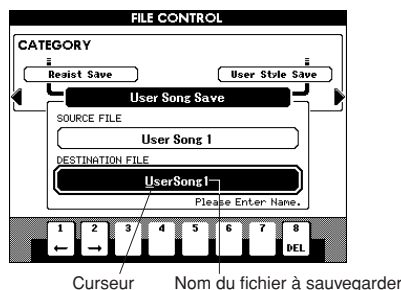 FILE CONTROL
CATEGORY
Resist Save
User Style Save
User Song Save
SOURCE FILE
User Song 1
DESTINATION FILE
UserSong1
Please Enter Name.
1 2 3 4 5 6 7 8
← → DEL
Curseur Nom du fichier à sauvegarder